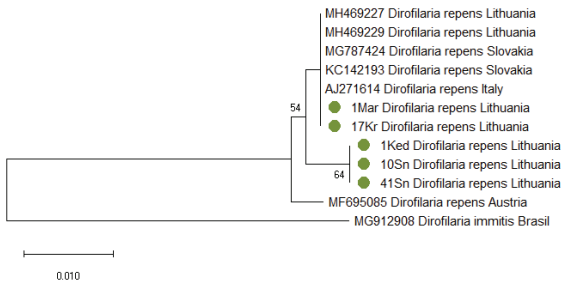 MH469227 Dirofilaria repens Lithuania
MH469229 Dirofilaria repens Lithuania
MG787424 Dirofilaria repens Slovakia
KC142193 Dirofilaria repens Slovakia
AJ271614 Dirofilaria repens Italy
54
1Mar Dirofilaria repens Lithuania
17Kr Dirofilaria repens Lithuania
1Ked Dirofilaria repens Lithuania
10Sn Dirofilaria repens Lithuania
64
41Sn Dirofilaria repens Lithuania
MF695085 Dirofilaria repens Austria
MG912908 Dirofilaria immitis Brasil
0.010